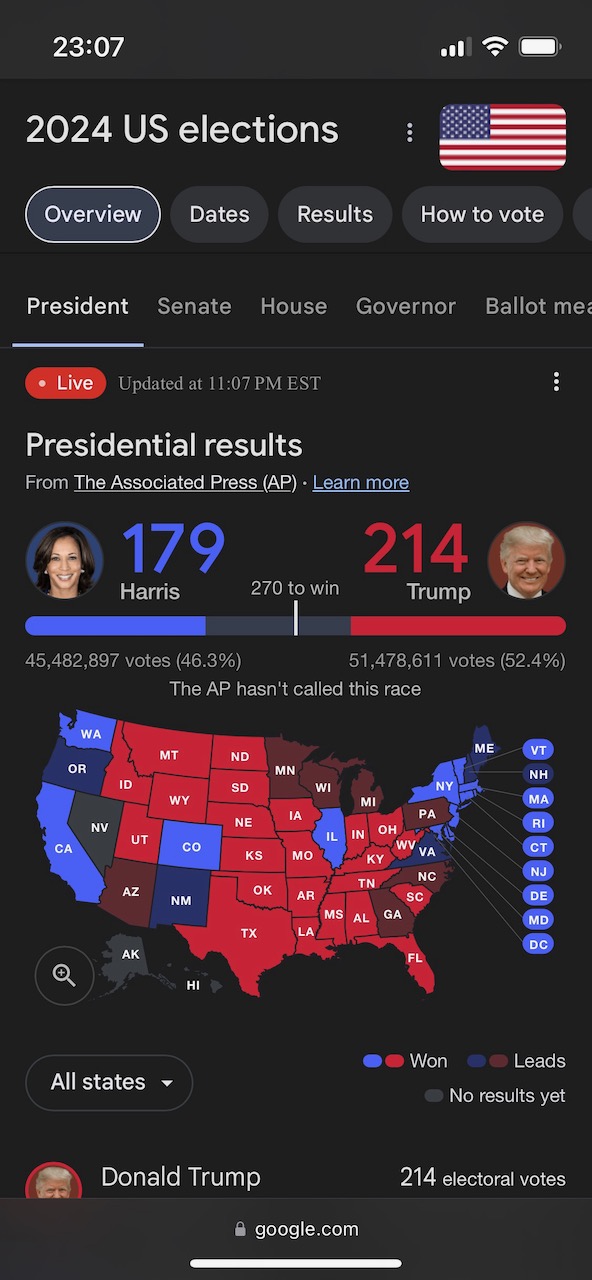 23:07
2024 US elections
Overview Dates Results How to vote
President Senate House Governor Ballot mea
Live Updated at 11:07 PM EST
Presidential results
From The Associated Press (AP) · Learn more
179 214
Harris 270 to win Trump
45,482,897 votes (46.3%) 51,478,611 votes (52.4%)
The AP hasn't called this race
WA MT ND MN ME VT
OR ID SD WI MI NH
WY NY MA
NV UT NE IA PA RI
CA CO IL IN OH CT
KS MO KY WV VA NJ
AZ NM OK AR TN NC DE
TX MS AL GA SC MD
LA DC
AK FL
HI
All states
Won Leads
No results yet
Donald Trump 214 electoral votes
google.com